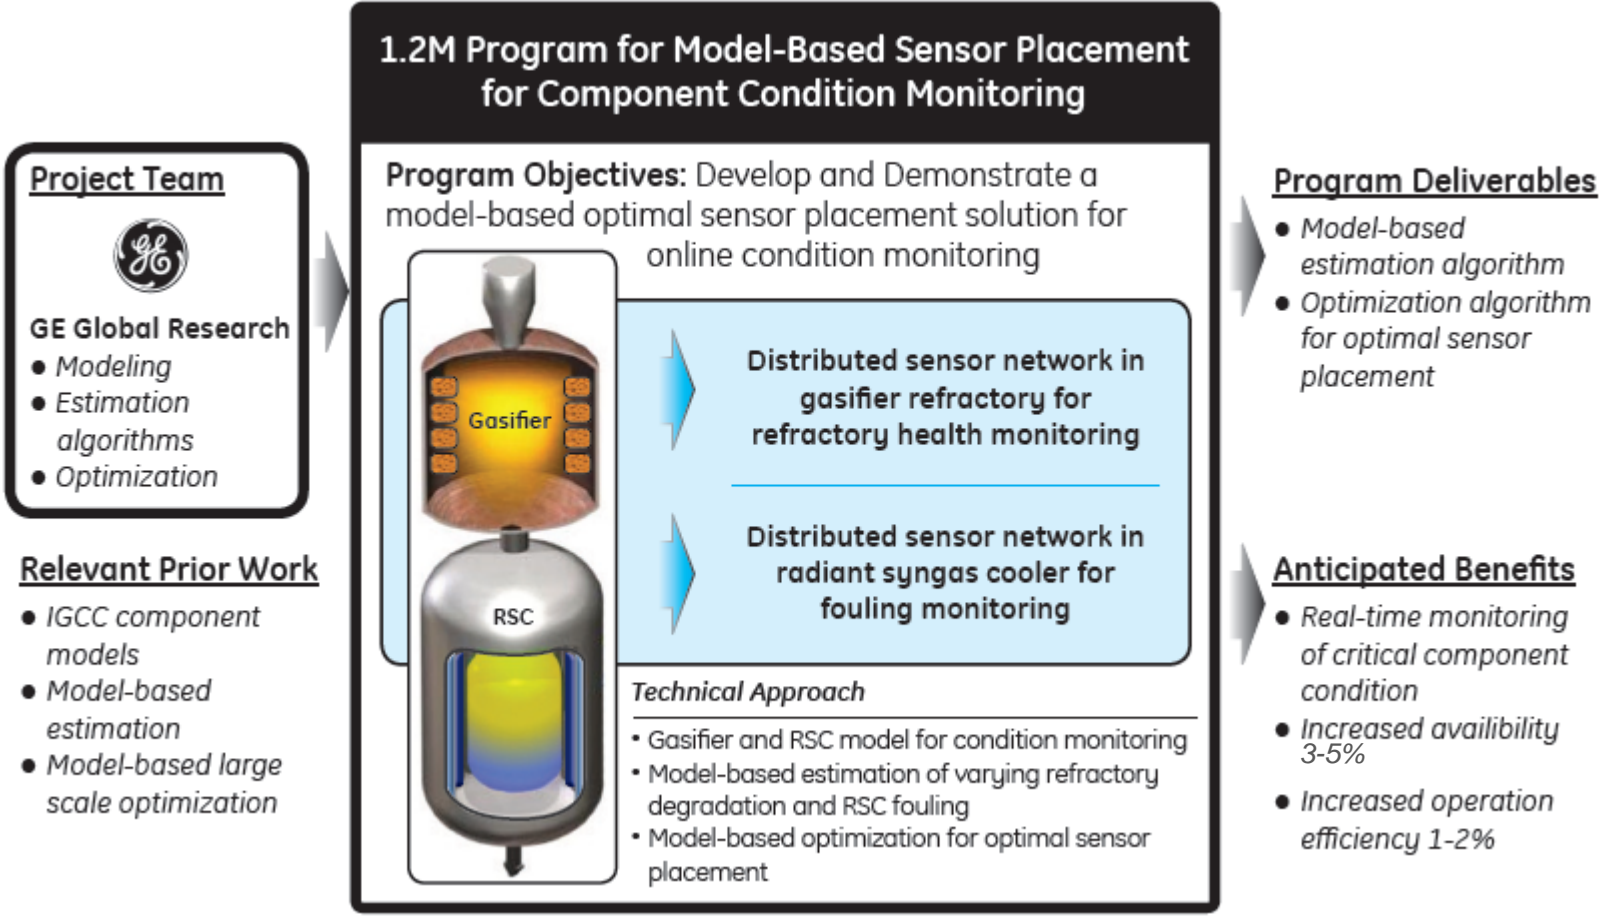 1.2M Program for Model-Based Sensor Placement
for Component Condition Monitoring
Project Team
GE
GE Global Research
● Modeling
● Estimation
algorithms
● Optimization
Relevant Prior Work
● IGCC component
models
● Model-based
estimation
● Model-based large
scale optimization
Program Objectives: Develop and Demonstrate a
model-based optimal sensor placement solution for
online condition monitoring
Gasifier
RSC
Distributed sensor network in
gasifier refractory for
refractory health monitoring
Distributed sensor network in
radiant syngas cooler for
fouling monitoring
Technical Approach
• Gasifier and RSC model for condition monitoring
• Model-based estimation of varying refractory
degradation and RSC fouling
• Model-based optimization for optimal sensor
placement
Program Deliverables
● Model-based
estimation algorithm
● Optimization algorithm
for optimal sensor
placement
Anticipated Benefits
● Real-time monitoring
of critical component
condition
● Increased availibility
3-5%
● Increased operation
efficiency 1-2%